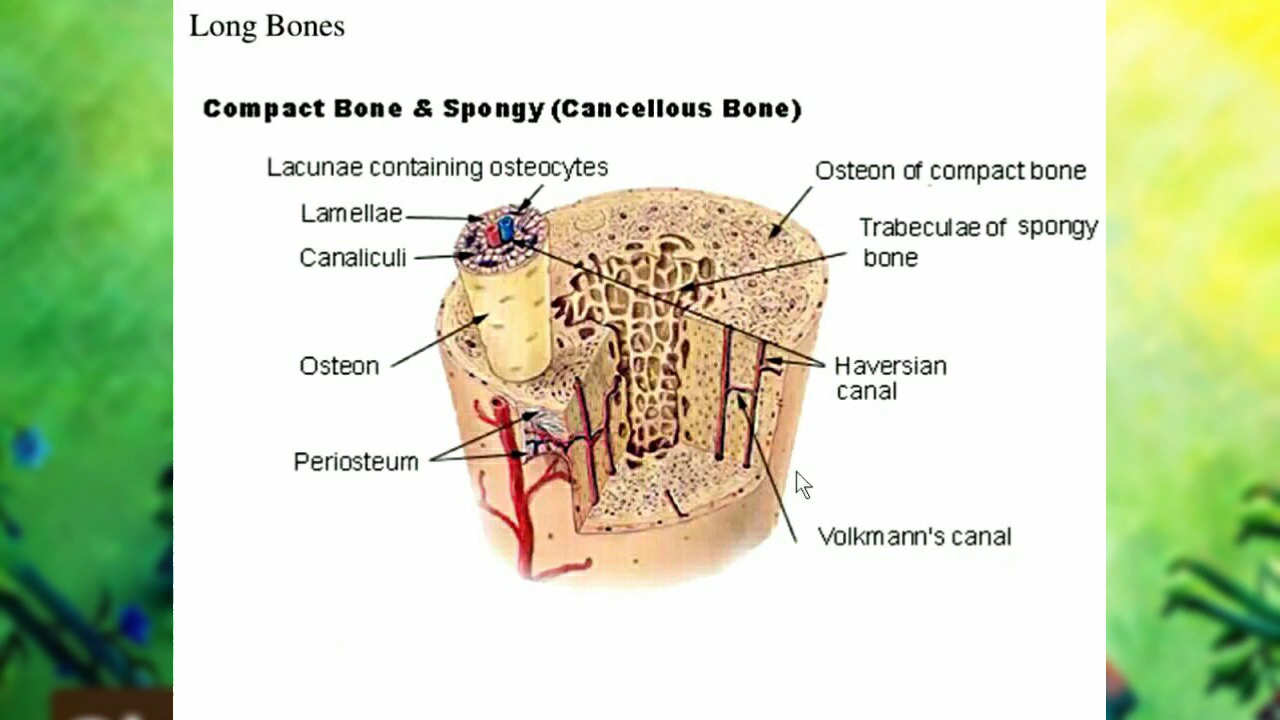 Long Bones
Compact Bone & Spongy (Cancellous Bone)
Lacunae containing osteocytes
Osteon of compact bone
Lamellae
Trabeculae of spongy
bone
Canaliculi
Osteon
Haversian
canal
Periosteum
Volkmann's canal